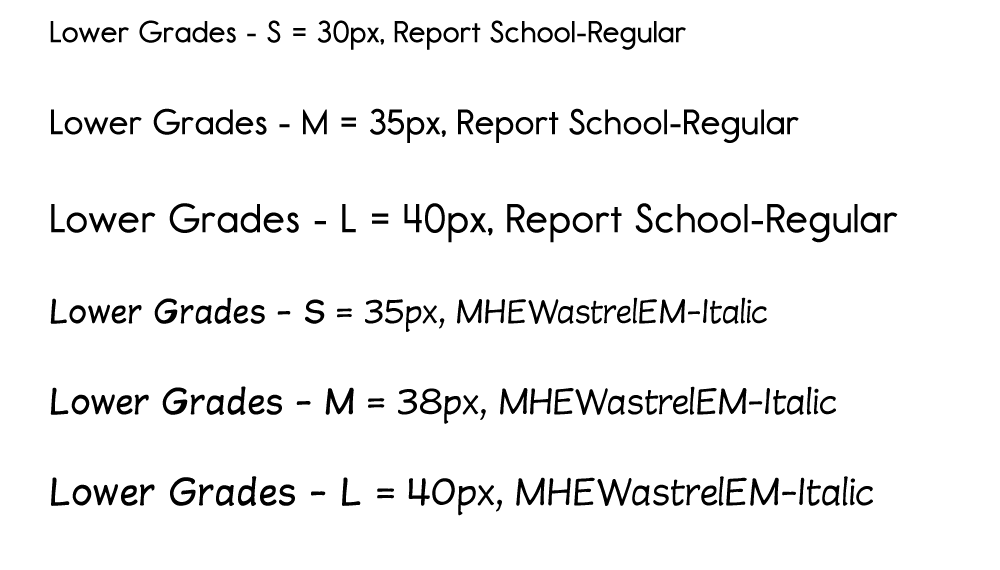 Lower Grades - S = 30px, Report School-Regular
Lower Grades - M = 35px, Report School-Regular
Lower Grades - L = 40px, Report School-Regular
Lower Grades - S = 35px, MHEWastrelEM-Italic
Lower Grades - M = 38px, MHEWastrelEM-Italic
Lower Grades - L = 40px, MHEWastrelEM-Italic